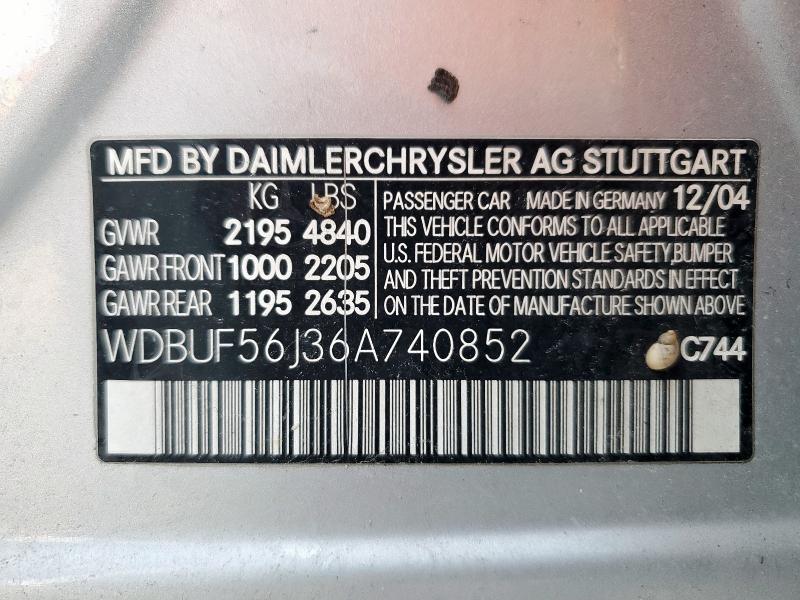 MFD BY DAIMLERCHRYSLER AG STUTTGART
KG LBS
GVWR 2195 4840
GAWR FRONT 1000 2205
GAWR REAR 1195 2635
PASSENGER CAR MADE IN GERMANY 12/04
THIS VEHICLE CONFORMS TO ALL APPLICABLE
U.S. FEDERAL MOTOR VEHICLE SAFETY,BUMPER
AND THEFT PREVENTION STANDARDS IN EFFECT
ON THE DATE OF MANUFACTURE SHOWN ABOVE
WDBUF56J36A740852
C744